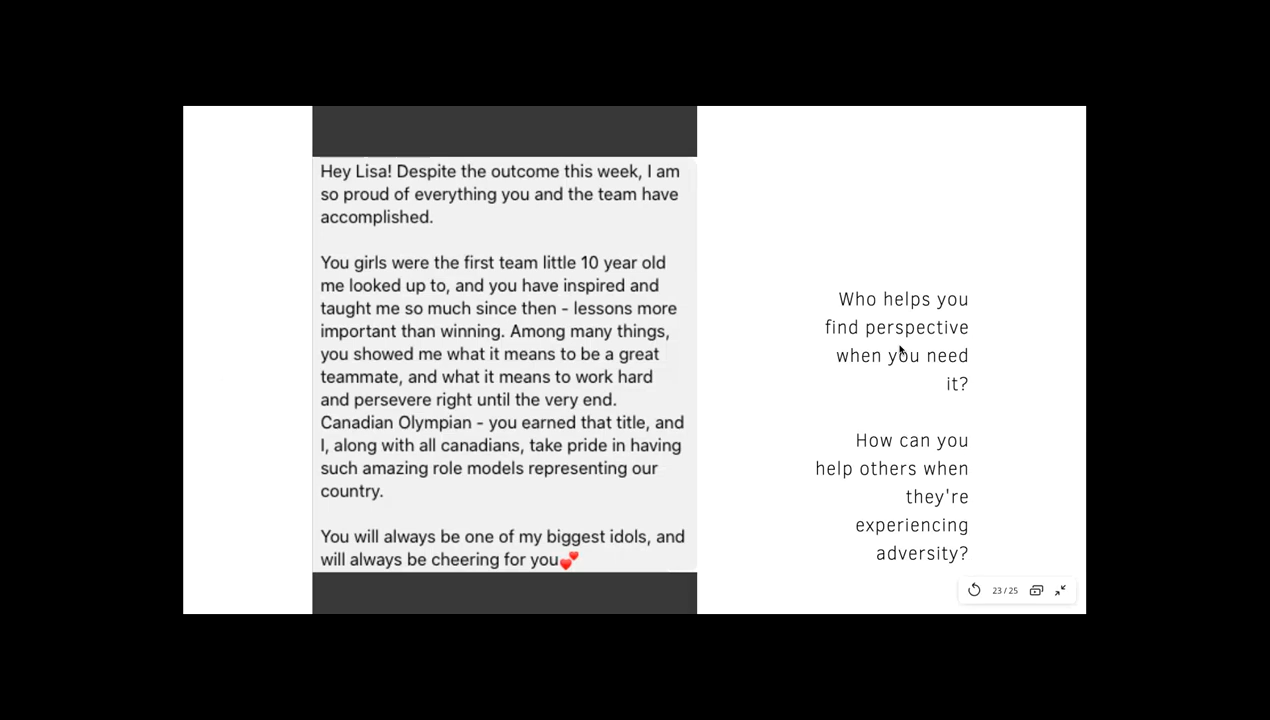 Hey Lisa! Despite the outcome this week, I am
so proud of everything you and the team have
accomplished.
You girls were the first team little 10 year old
me looked up to, and you have inspired and
taught me so much since then - lessons more
important than winning. Among many things,
you showed me what it means to be a great
teammate, and what it means to work hard
and persevere right until the very end.
Canadian Olympian - you earned that title, and
I, along with all canadians, take pride in having
such amazing role models representing our
country.
You will always be one of my biggest idols, and
will always be cheering for you💕
Who helps you
find perspective
when you need
it?
How can you
help others when
they're
experiencing
adversity?
23 / 25